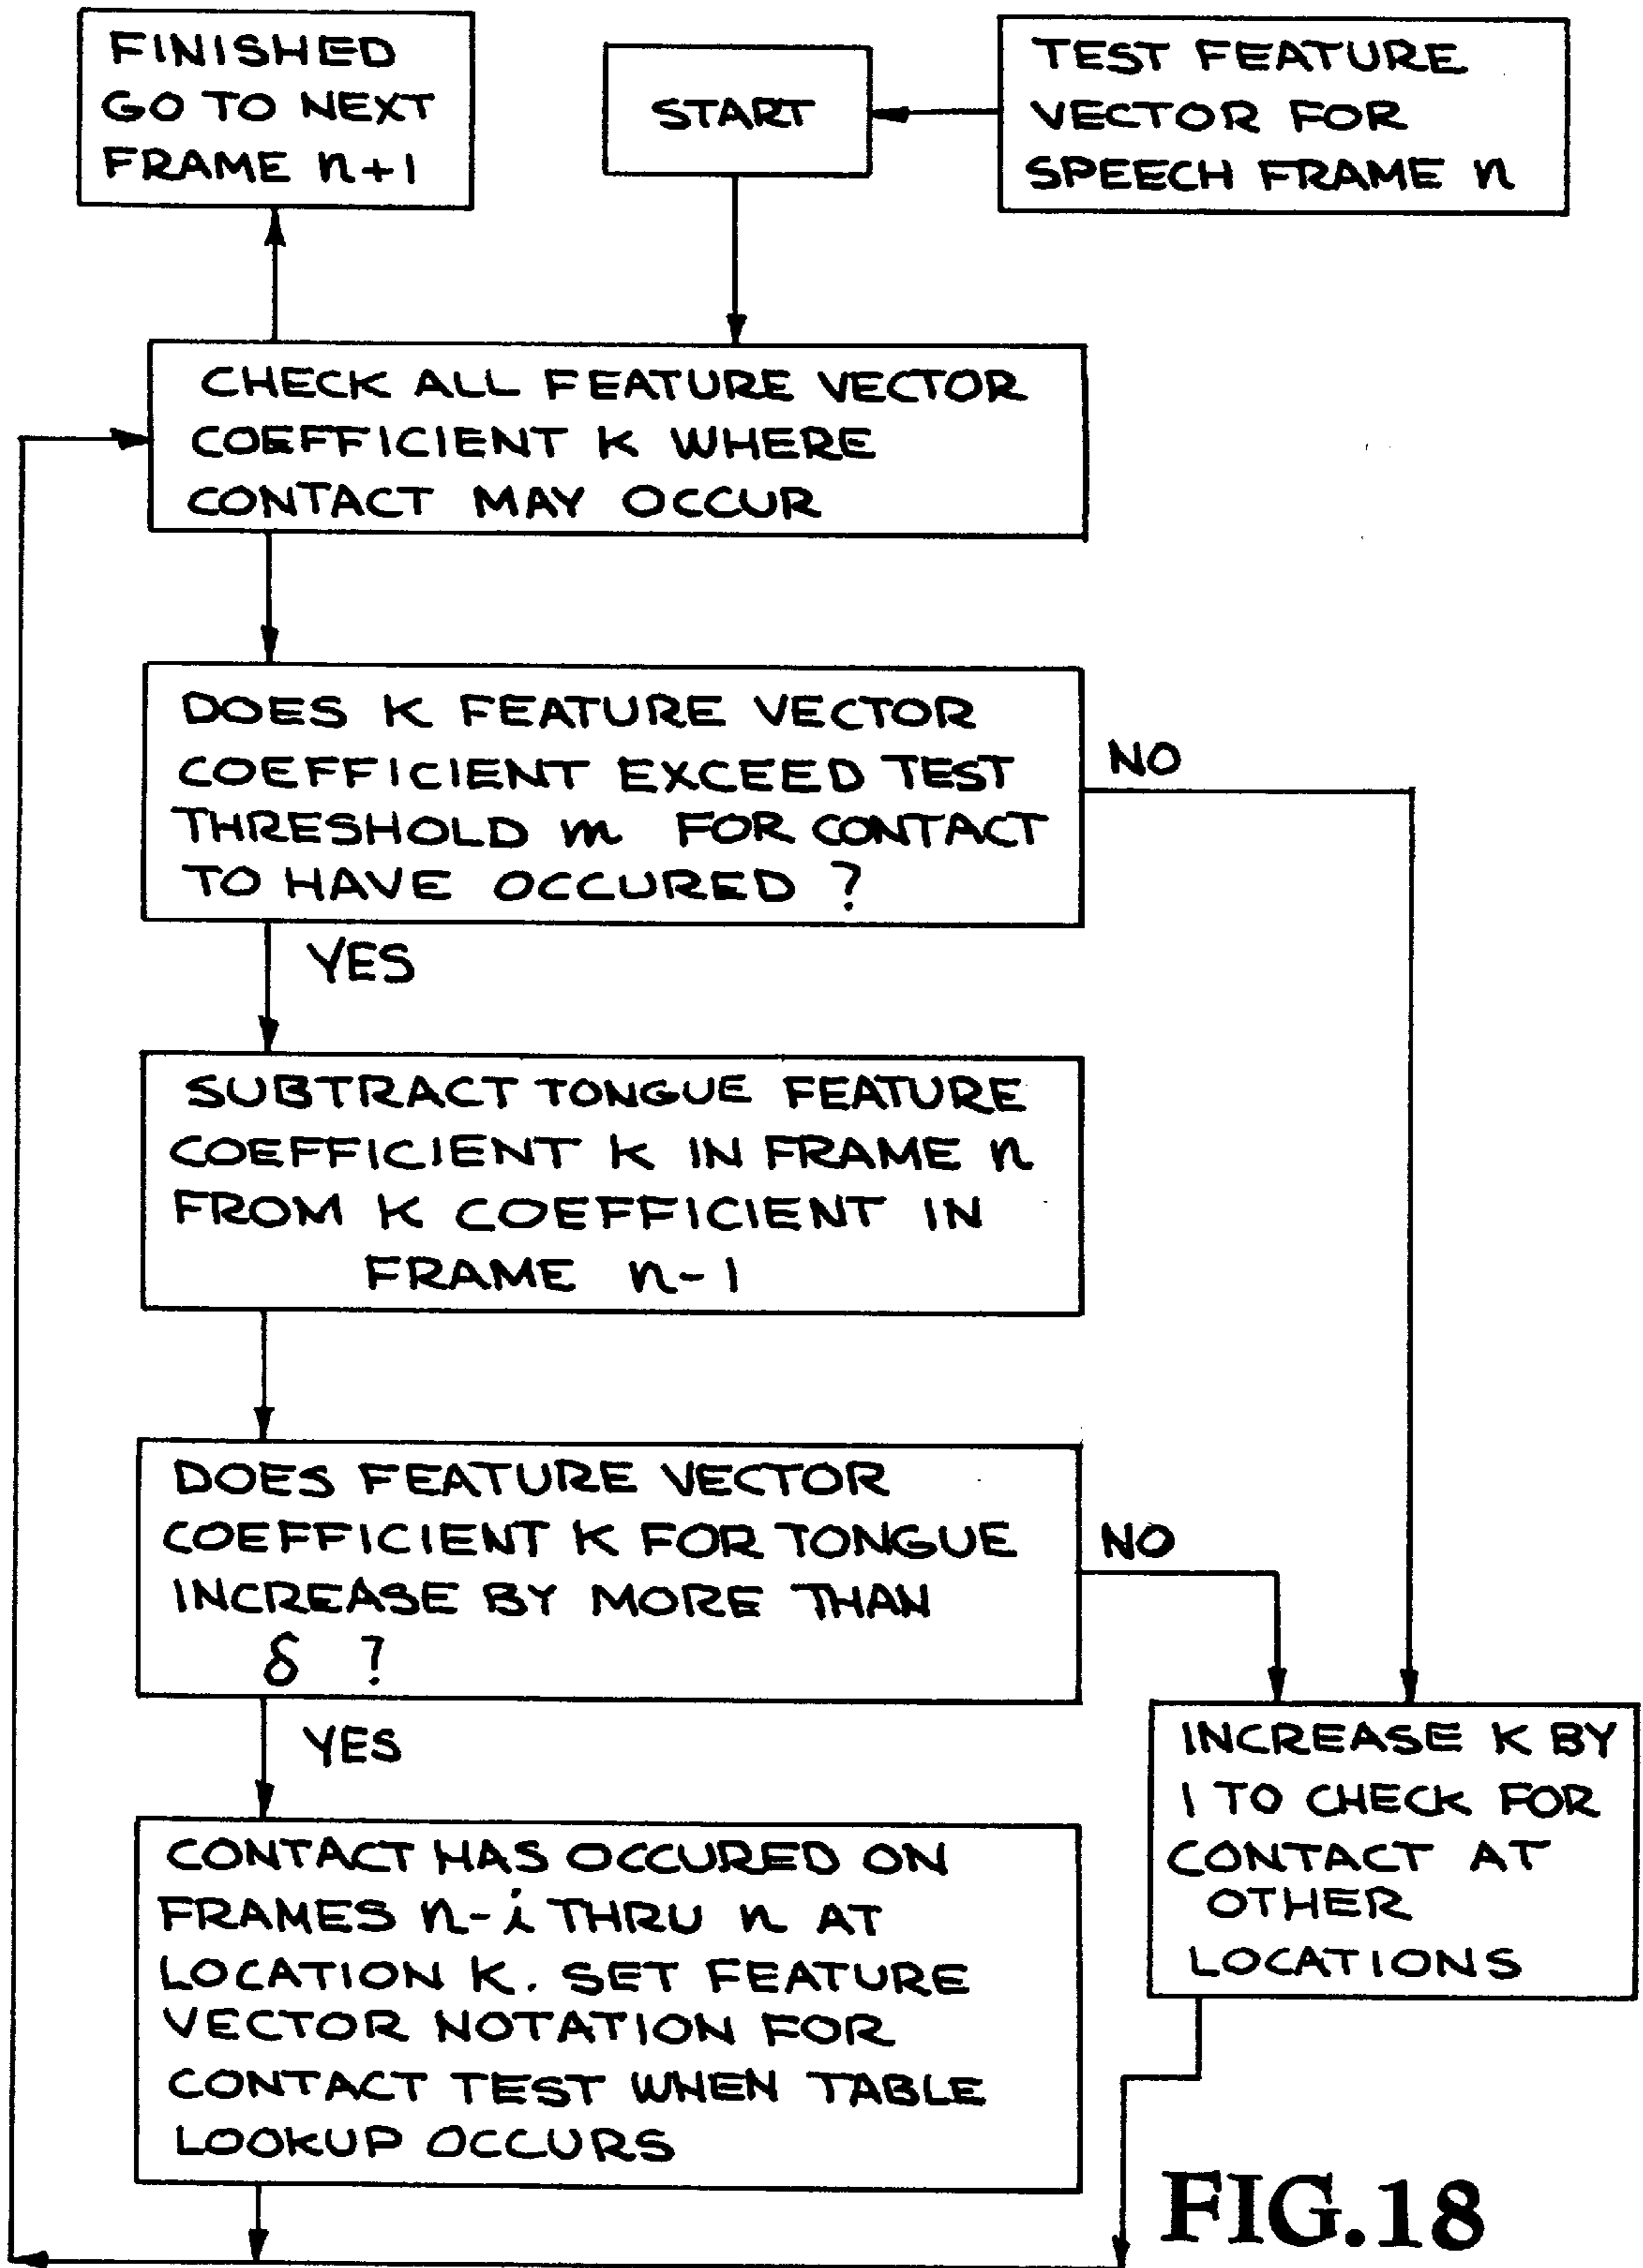 FINISHED
GO TO NEXT
FRAME n+1
START
TEST FEATURE
VECTOR FOR
SPEECH FRAME n
CHECK ALL FEATURE VECTOR
COEFFICIENT K WHERE
CONTACT MAY OCCUR
DOES K FEATURE VECTOR
COEFFICIENT EXCEED TEST
THRESHOLD m FOR CONTACT
TO HAVE OCCURED ?
NO
YES
SUBTRACT TONGUE FEATURE
COEFFICIENT K IN FRAME n
FROM K COEFFICIENT IN
FRAME n-1
DOES FEATURE VECTOR
COEFFICIENT K FOR TONGUE
INCREASE BY MORE THAN
δ ?
NO
YES
INCREASE K BY
1 TO CHECK FOR
CONTACT AT
OTHER
LOCATIONS
CONTACT HAS OCCURED ON
FRAMES n-i THRU n AT
LOCATION K. SET FEATURE
VECTOR NOTATION FOR
CONTACT TEST WHEN TABLE
LOOKUP OCCURS
FIG.18